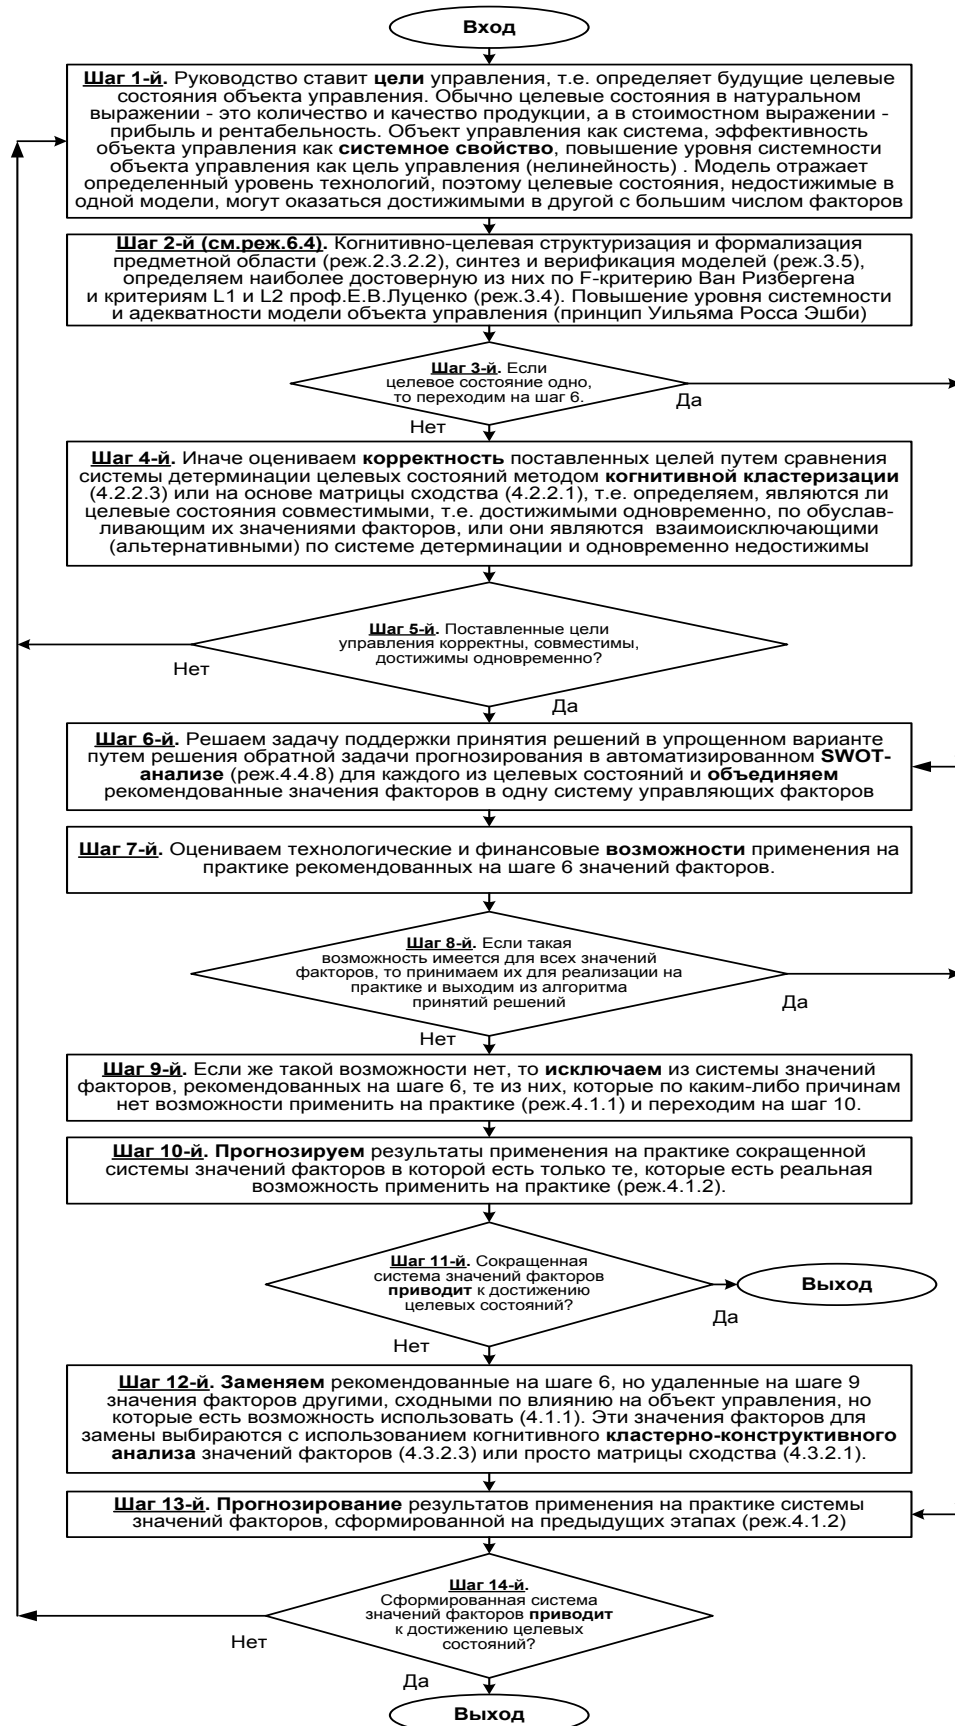 Вход
Шаг 1-й. Руководство ставит цели управления, т.е. определяет будущие целевые
состояния объекта управления. Обычно целевые состояния в натуральном
выражении - это количество и качество продукции, а в стоимостном выражении -
прибыль и рентабельность. Объект управления как система, эффективность
объекта управления как системное свойство, повышение уровня системности
объекта управления как цель управления (нелинейность) . Модель отражает
определенный уровень технологий, поэтому целевые состояния, недостижимые в
одной модели, могут оказаться достижимыми в другой с большим числом факторов
Шаг 2-й (см.реж.6.4). Когнитивно-целевая структуризация и формализация
предметной области (реж.2.3.2.2), синтез и верификация моделей (реж.3.5),
определяем наиболее достоверную из них по F-критерию Ван Ризбергена
и критериям L1 и L2 проф.Е.В.Луценко (реж.3.4). Повышение уровня системности
и адекватности модели объекта управления (принцип Уильяма Росса Эшби)
Шаг 3-й. Если
целевое состояние одно,
то переходим на шаг 6.
Да
Нет
Шаг 4-й. Иначе оцениваем корректность поставленных целей путем сравнения
системы детерминации целевых состояний методом когнитивной кластеризации
(4.2.2.3) или на основе матрицы сходства (4.2.2.1), т.е. определяем, являются ли
целевые состояния совместимыми, т.е. достижимыми одновременно, по обуслав-
ливающим их значениями факторов, или они являются взаимоисключающими
(альтернативными) по системе детерминации и одновременно недостижимы
Шаг 5-й. Поставленные цели
управления корректны, совместимы,
достижимы одновременно?
Нет
Да
Шаг 6-й. Решаем задачу поддержки принятия решений в упрощенном варианте
путем решения обратной задачи прогнозирования в автоматизированном SWOT-
анализе (реж.4.4.8) для каждого из целевых состояний и объединяем
рекомендованные значения факторов в одну систему управляющих факторов
Шаг 7-й. Оцениваем технологические и финансовые возможности применения на
практике рекомендованных на шаге 6 значений факторов.
Шаг 8-й. Если такая
возможность имеется для всех значений
факторов, то принимаем их для реализации на
практике и выходим из алгоритма
принятий решений
Да
Нет
Шаг 9-й. Если же такой возможности нет, то исключаем из системы значений
факторов, рекомендованных на шаге 6, те из них, которые по каким-либо причинам
нет возможности применить на практике (реж.4.1.1) и переходим на шаг 10.
Шаг 10-й. Прогнозируем результаты применения на практике сокращенной
системы значений факторов в которой есть только те, которые есть реальная
возможность применить на практике (реж.4.1.2).
Шаг 11-й. Сокращенная
система значений факторов
приводит к достижению
целевых состояний?
Выход
Да
Нет
Шаг 12-й. Заменяем рекомендованные на шаге 6, но удаленные на шаге 9
значения факторов другими, сходными по влиянию на объект управления, но
которые есть возможность использовать (4.1.1). Эти значения факторов для
замены выбираются с использованием когнитивного кластерно-конструктивного
анализа значений факторов (4.3.2.3) или просто матрицы сходства (4.3.2.1).
Шаг 13-й. Прогнозирование результатов применения на практике системы
значений факторов, сформированной на предыдущих этапах (реж.4.1.2)
Шаг 14-й.
Сформированная система
значений факторов приводит
к достижению целевых
состояний?
Нет
Да
Выход